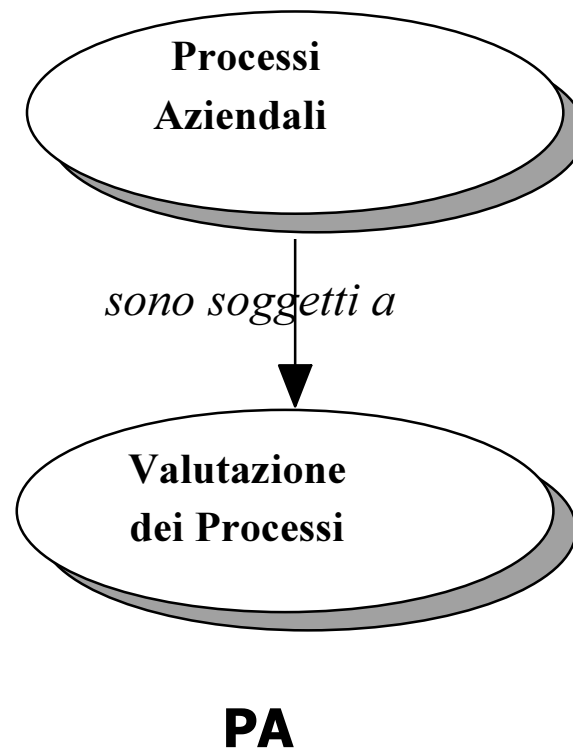 Processi
Aziendali
sono soggetti a
Valutazione
dei Processi
PA